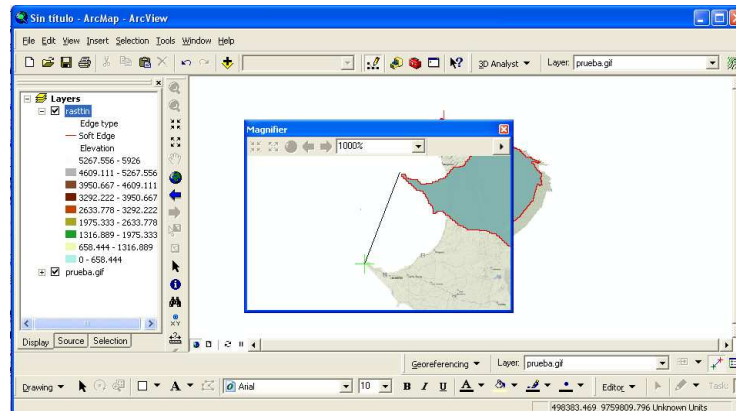 Sin título - ArcMap - ArcView
File Edit View Insert Selection Tools Window Help
3D Analyst Layer: prueba.gif
Layers
rasttin
Edge type
Soft Edge
Elevation
5267.556 - 5926
4609.111 - 5267.556
3950.667 - 4609.111
3292.222 - 3950.667
2633.778 - 3292.222
1975.333 - 2633.778
1316.889 - 1975.333
658.444 - 1316.889
0 - 658.444
prueba.gif
Magnifier
1000%
Display Source Selection
Georeferencing Layer: prueba.gif
Drawing A Arial 10 B I U A Editor Task:
498383.469 9759809.796 Unknown Units